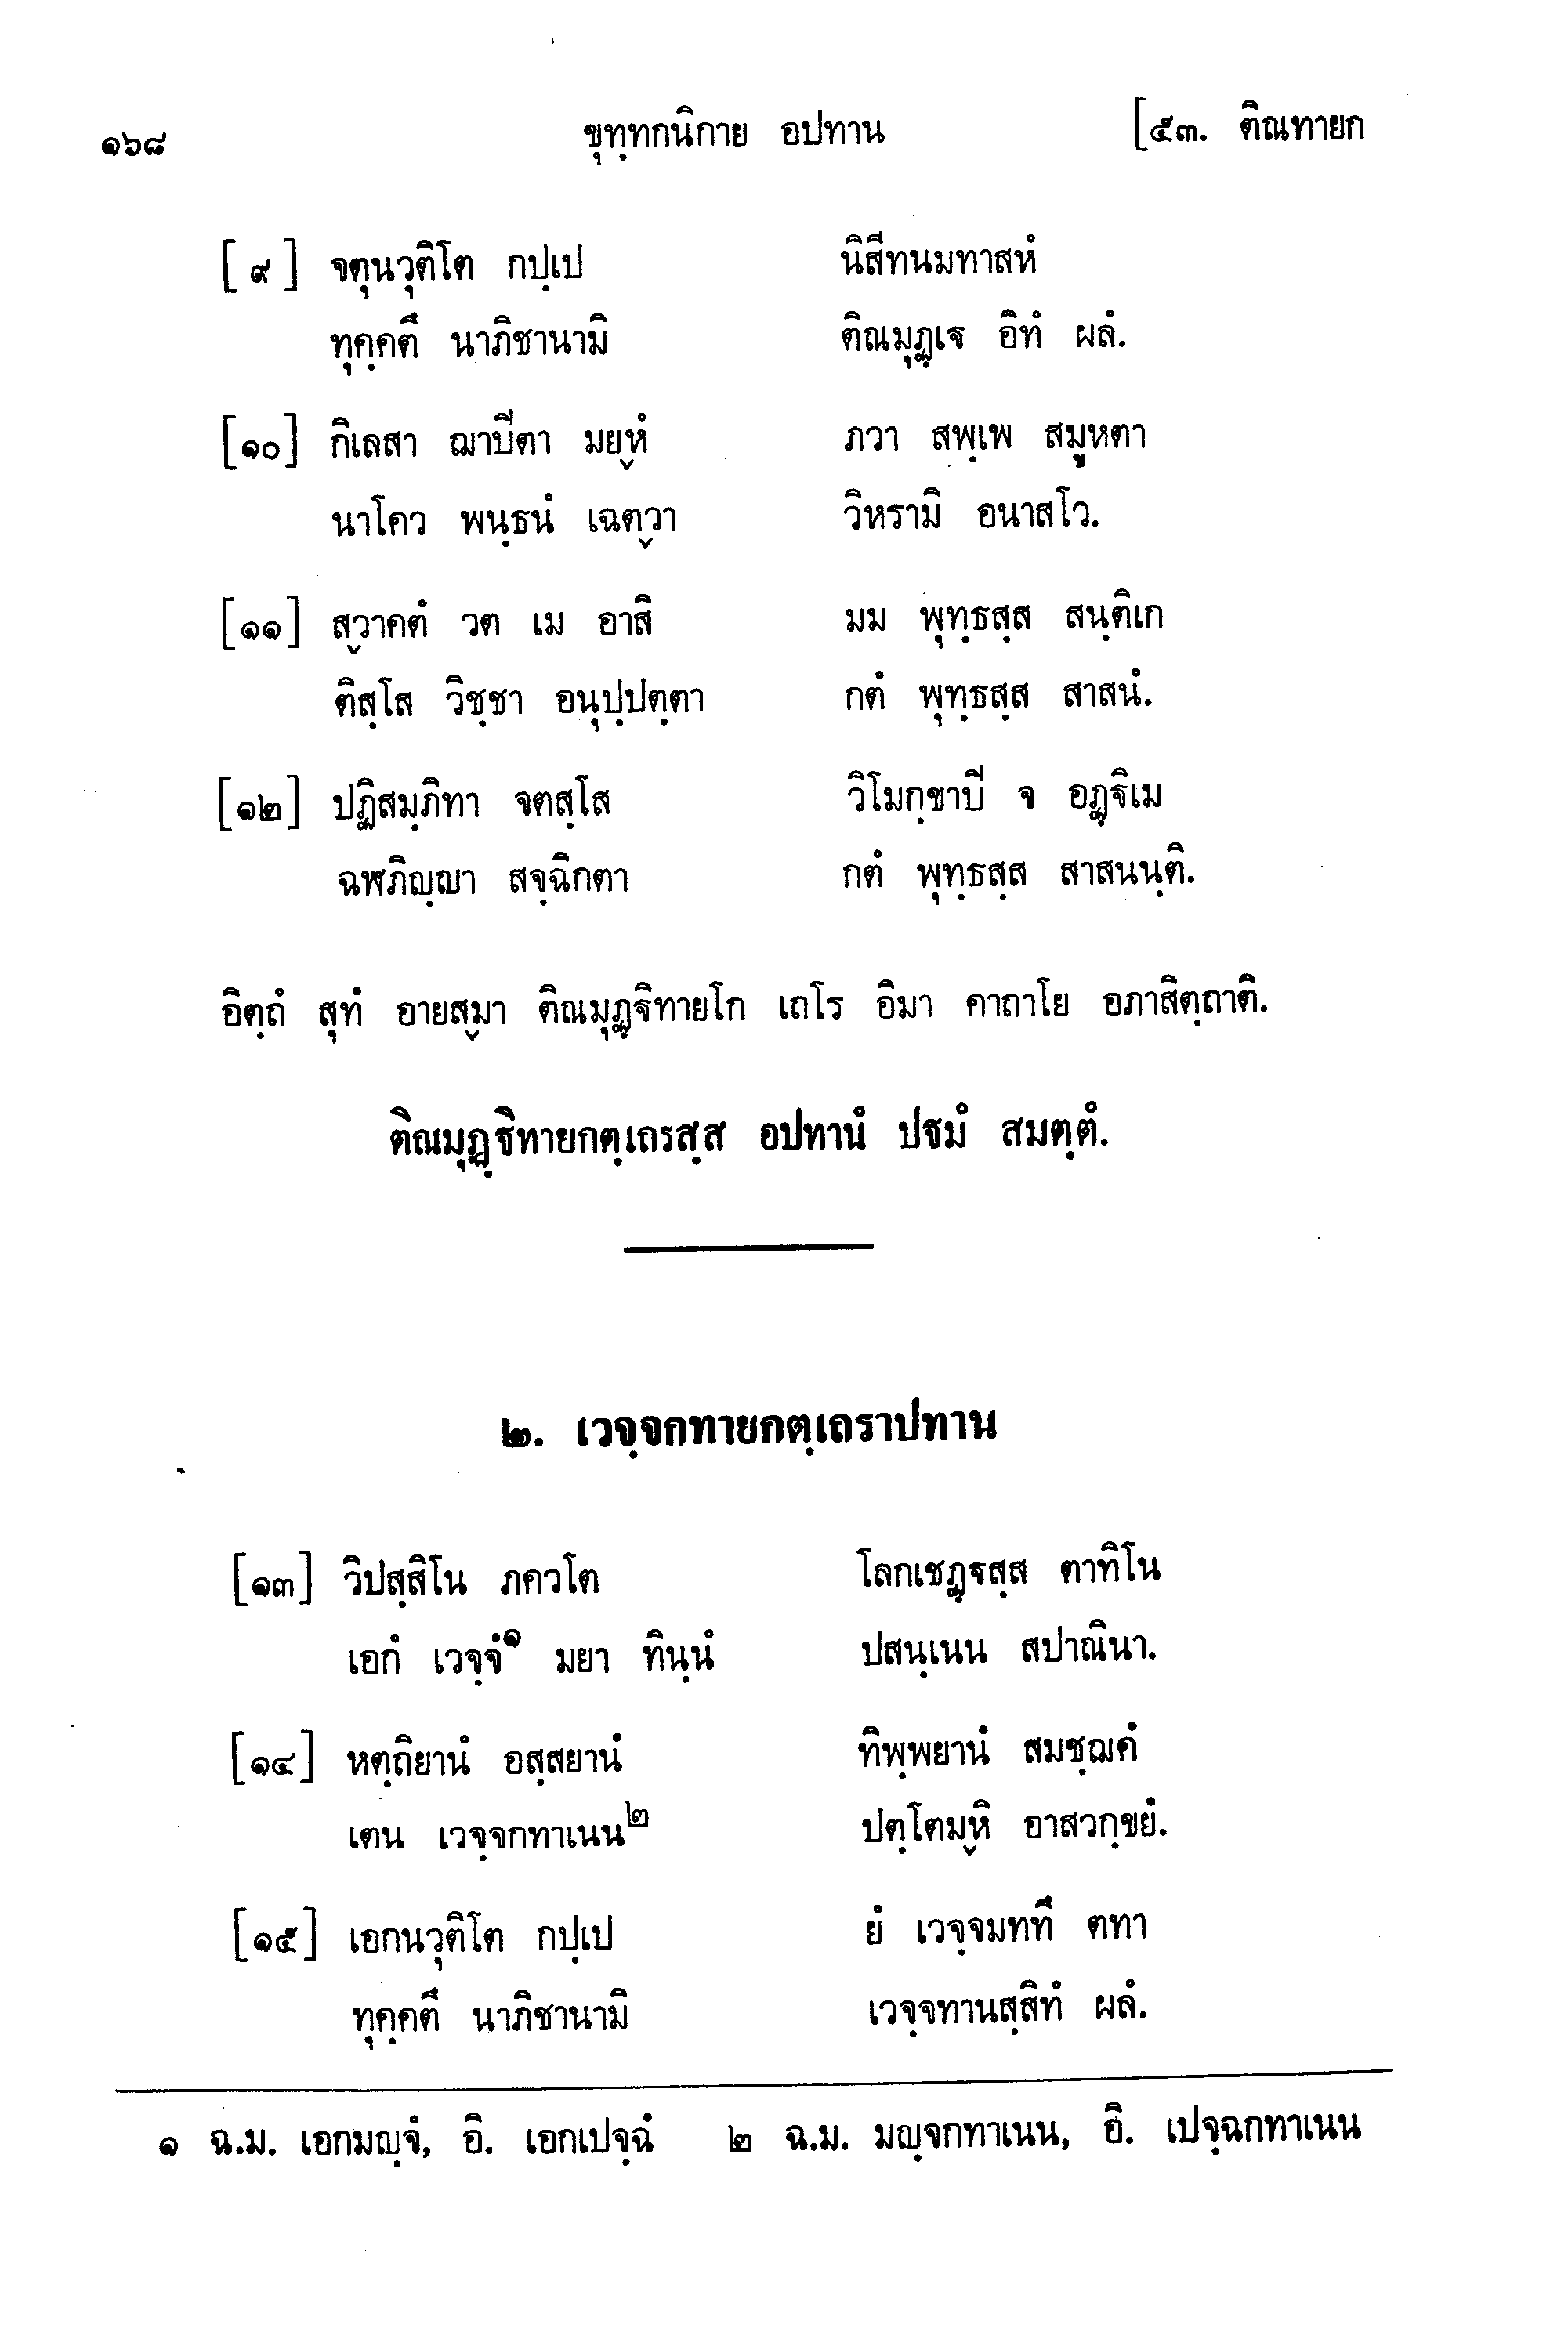 ๑๖๘ ขุทฺทกนิกาย อปทาน [๕๓. ติณทายก
[๙] จตุนวุติโต กปฺเป นิสีทนมทาสหํ
ทุคฺคตึ นาภิชานามิ ติณมุฏฺเฐ อิทํ ผลํ.
[๑๐] กิเลสา ฌาปิตา มยฺหํ ภวา สพฺเพ สมูหตา
นาโคว พนฺธนํ เฉตฺวา วิหรามิ อนาสโว.
[๑๑] สฺวาคตํ วต เม อาสิ มม พุทฺธสฺส สนฺติเก
ติสฺโส วิชฺชา อนุปฺปตฺตา กตํ พุทฺธสฺส สาสนํ.
[๑๒] ปฏิสมฺภิทา จตสฺโส วิโมกฺขาปิ จ อฏฺฐิเม
ฉฬภิญฺญา สจฺฉิกตา กตํ พุทฺธสฺส สาสนนฺติ.
อิตฺถํ สุทํ อายสฺมา ติณมุฏฺฐิทายโก เถโร อิมา คาถาโย อภาสิตฺถาติ.
ติณมุฏฺฐิทายกตฺเถรสฺส อปทานํ ปฐมํ สมตฺตํ.
๒. เวจฺจกทายกตฺเถราปทาน
[๑๓] วิปสฺสิโน ภควโต โลกเชฏฺฐสฺส ตาทิโน
เอกํ เวจฺจํ๑ มยา ทินฺนํ ปสนฺเนน สปาณินา.
[๑๔] หตฺถิยานํ อสฺสยานํ ทิพฺพยานํ สมชฺฌคํ
เตน เวจฺจกทาเนน๒ ปตฺโตมฺหิ อาสวกฺขยํ.
[๑๕] เอกนวุติโต กปฺเป ยํ เวจฺจมททึ ตทา
ทุคฺคตึ นาภิชานามิ เวจฺจทานสฺสิทํ ผลํ.
๑ ฉ.ม. เอกมญฺจํ, อิ. เอกเปจฺฉํ ๒ ฉ.ม. มญฺจกทาเนน, อิ. เปจฺฉกทาเนน